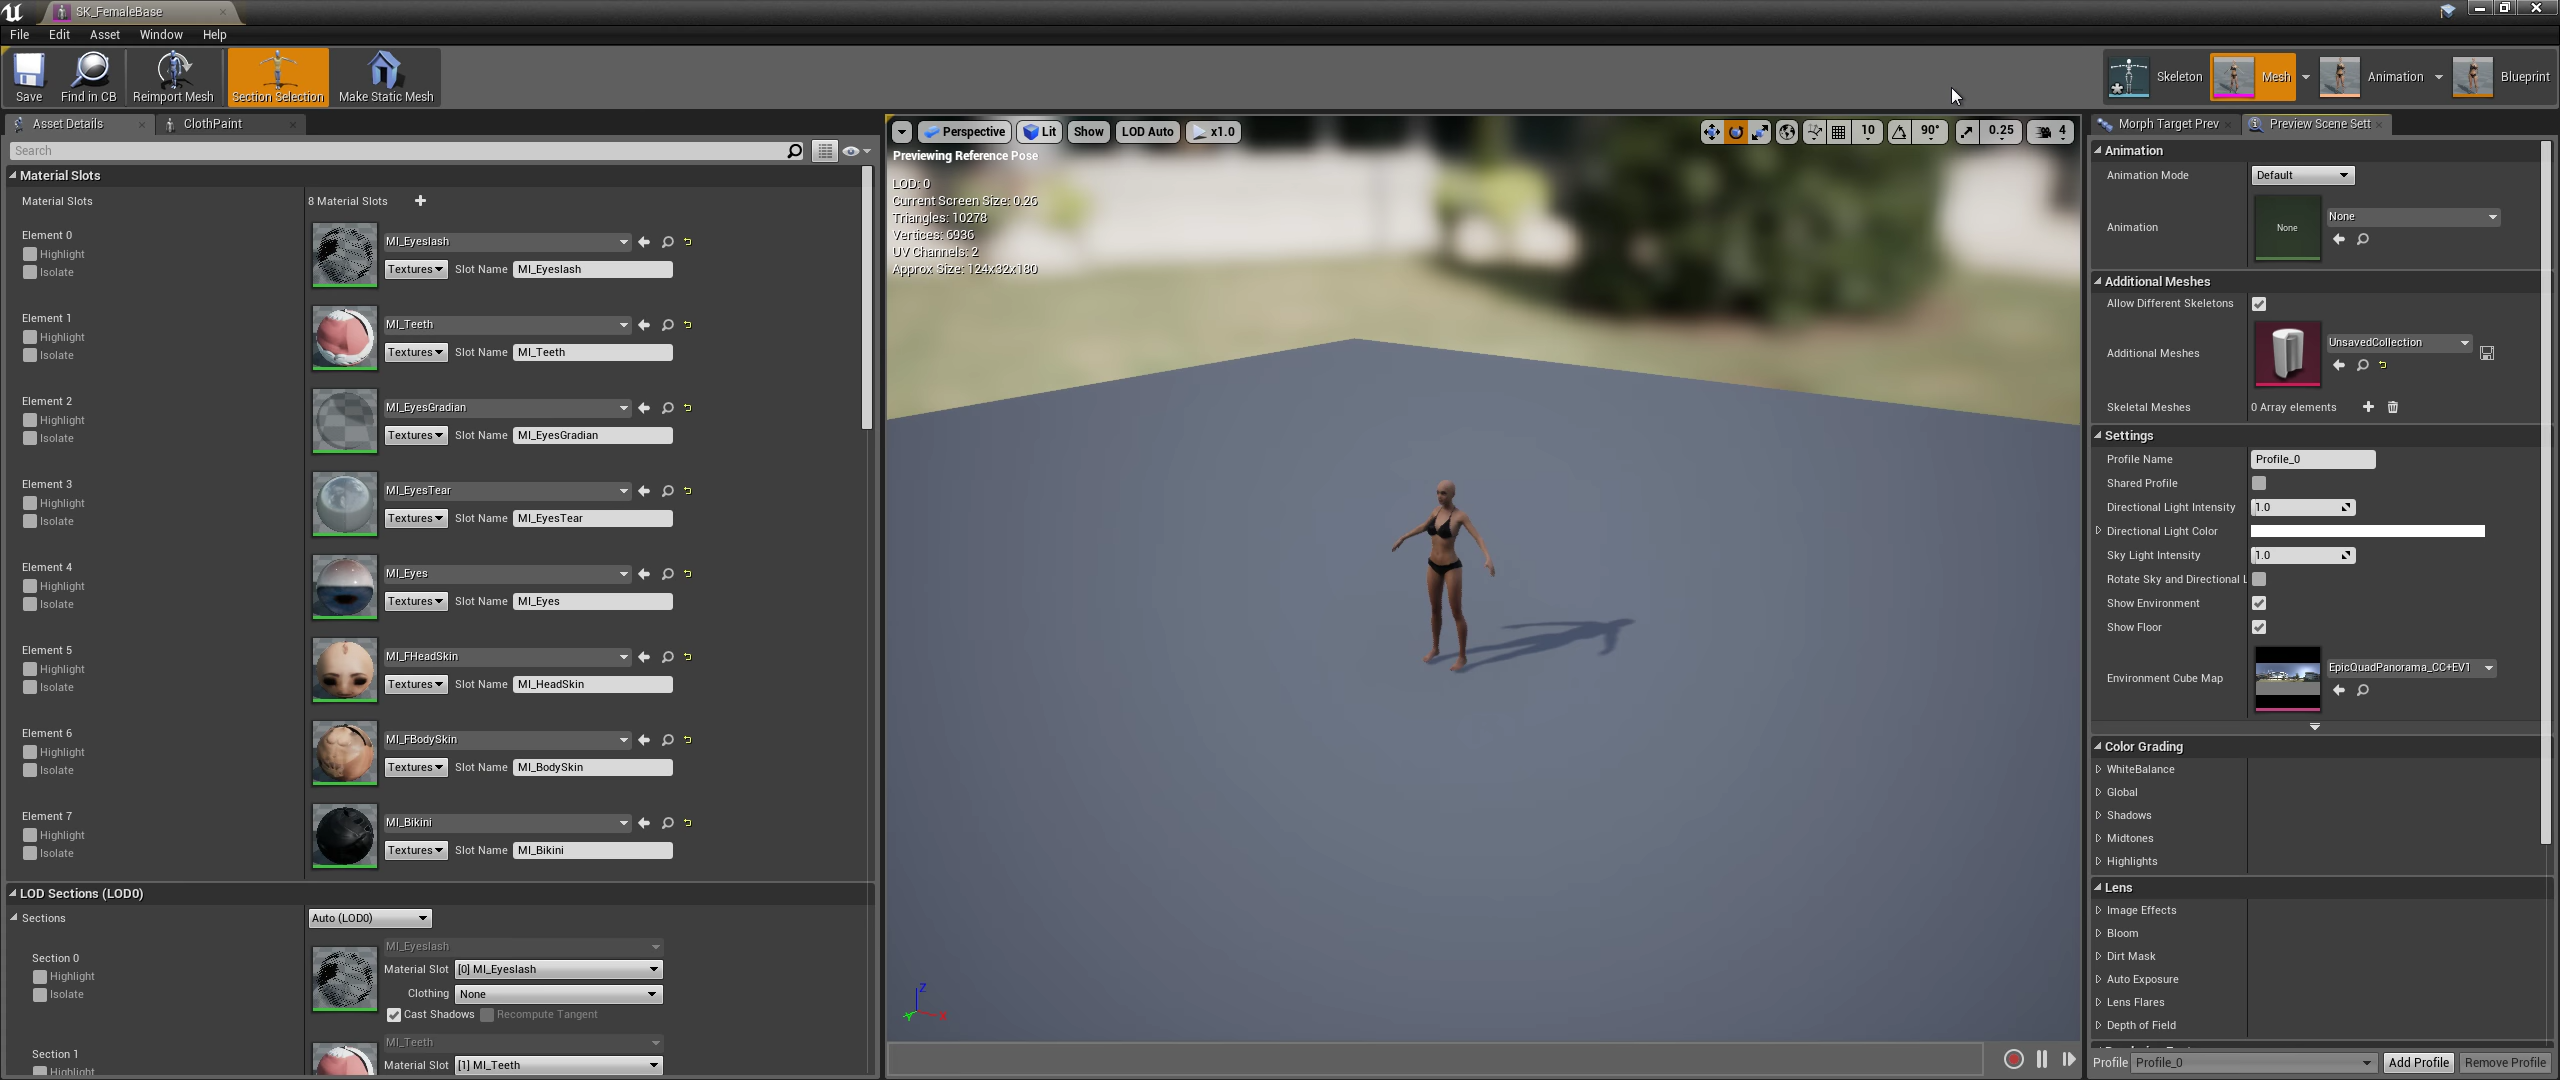 SK_FemaleBase
File Edit Asset Window Help
Save
Find in CB
Reimport Mesh
Section Selection
Make Static Mesh
Skeleton
Mesh
Animation
Blueprint
Asset Details
ClothPaint
Search
Material Slots
Material Slots
8 Material Slots
Element 0
Highlight
Isolate
MI_Eyeslash
Textures
Slot Name
MI_Eyeslash
Element 1
Highlight
Isolate
MI_Teeth
Textures
Slot Name
MI_Teeth
Element 2
Highlight
Isolate
MI_EyesGradian
Textures
Slot Name
MI_EyesGradian
Element 3
Highlight
Isolate
MI_EyesTear
Textures
Slot Name
MI_EyesTear
Element 4
Highlight
Isolate
MI_Eyes
Textures
Slot Name
MI_Eyes
Element 5
Highlight
Isolate
MI_FHeadSkin
Textures
Slot Name
MI_HeadSkin
Element 6
Highlight
Isolate
MI_FBodySkin
Textures
Slot Name
MI_BodySkin
Element 7
Highlight
Isolate
MI_Bikini
Textures
Slot Name
MI_Bikini
LOD Sections (LOD0)
Sections
Auto (LOD0)
Section 0
Highlight
Isolate
MI_Eyeslash
Material Slot
[0] MI_Eyeslash
Clothing
None
Cast Shadows
Recompute Tangent
Section 1
Highlight
MI_Teeth
Material Slot
[1] MI_Teeth
Perspective
Lit
Show
LOD Auto
x1.0
10
90°
0.25
4
Previewing Reference Pose
LOD: 0
Current Screen Size: 0.26
Triangles: 10278
Vertices: 6936
UV Channels: 2
Approx Size: 124x32x180
Z
X
Y
Morph Target Prev
Preview Scene Sett
Animation
Animation Mode
Default
Animation
None
None
Additional Meshes
Allow Different Skeletons
Additional Meshes
UnsavedCollection
Skeletal Meshes
0 Array elements
Settings
Profile Name
Profile_0
Shared Profile
Directional Light Intensity
1.0
Directional Light Color
Sky Light Intensity
1.0
Rotate Sky and Directional L
Show Environment
Show Floor
Environment Cube Map
EpicQuadPanorama_CC+EV1
Color Grading
WhiteBalance
Global
Shadows
Midtones
Highlights
Lens
Image Effects
Bloom
Dirt Mask
Auto Exposure
Lens Flares
Depth of Field
Profile
Profile_0
Add Profile
Remove Profile